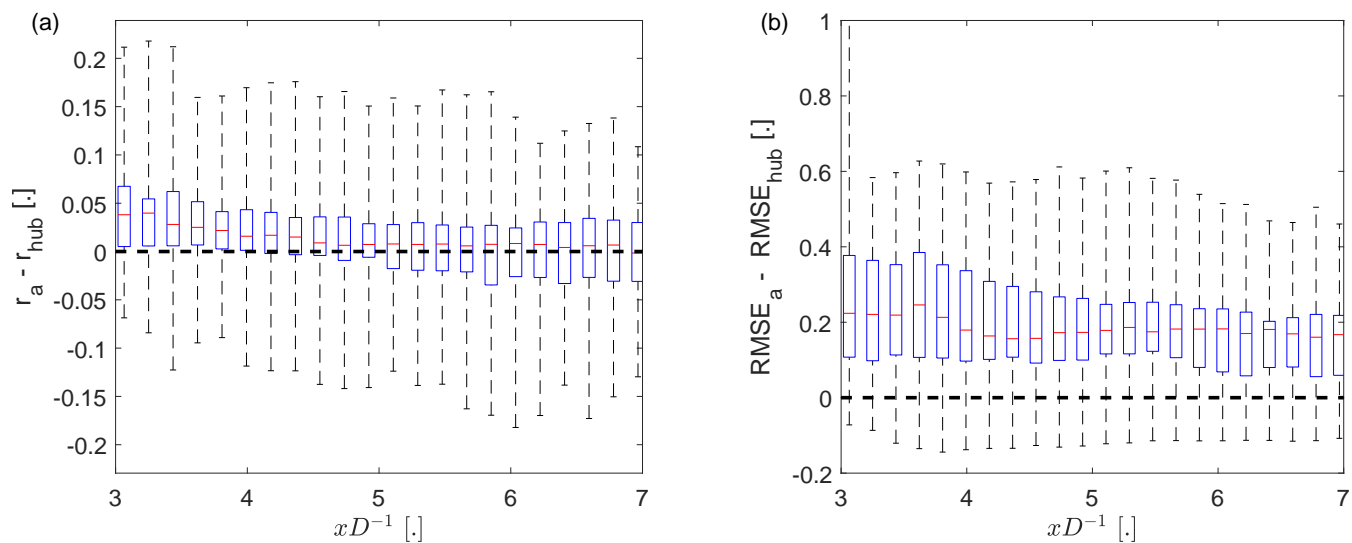 (a)
0.2
0.15
0.1
0.05
0
-0.05
-0.1
-0.15
-0.2
r_a - r_hub [.]
3 4 5 6 7
xD^{-1} [.]
(b)
1
0.8
0.6
0.4
0.2
0
-0.2
RMSE_a - RMSE_hub [.]
3 4 5 6 7
xD^{-1} [.]